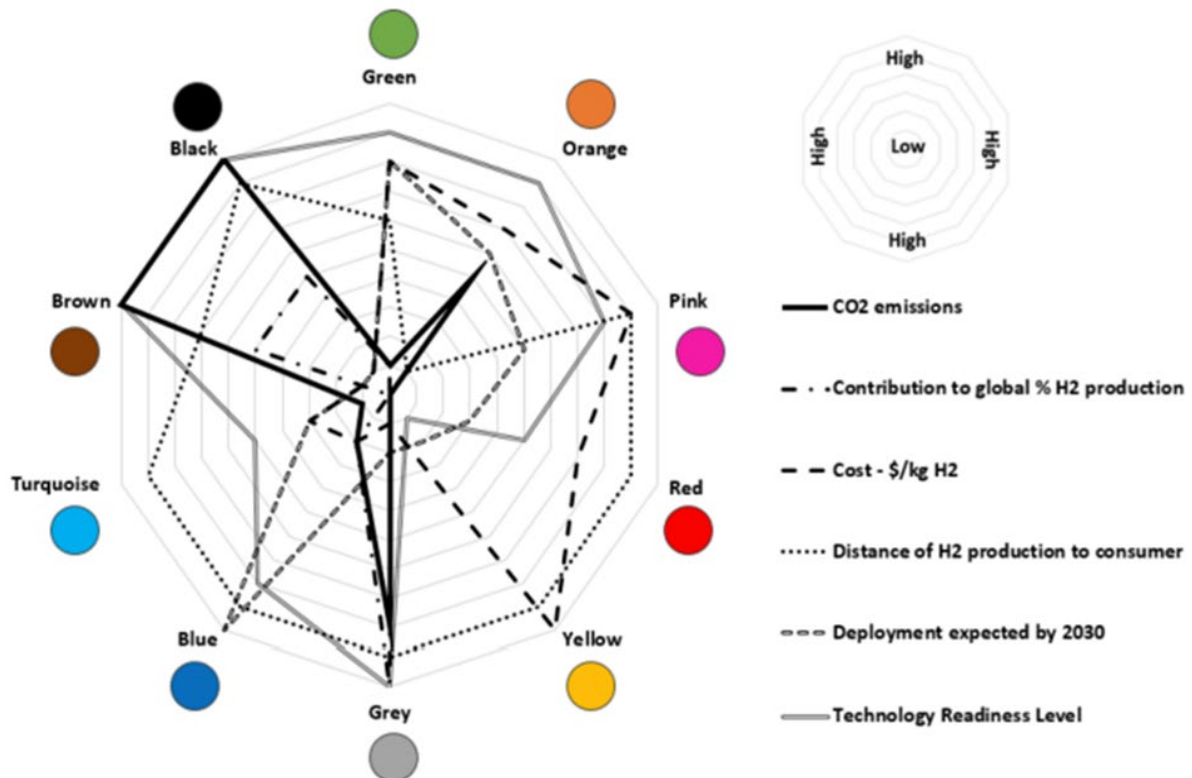 Green
Orange
Black
Brown
Pink
Turquoise
Red
Blue
Yellow
Grey
High
High
Low
High
High
CO2 emissions
Contribution to global % H2 production
Cost - $/kg H2
Distance of H2 production to consumer
Deployment expected by 2030
Technology Readiness Level